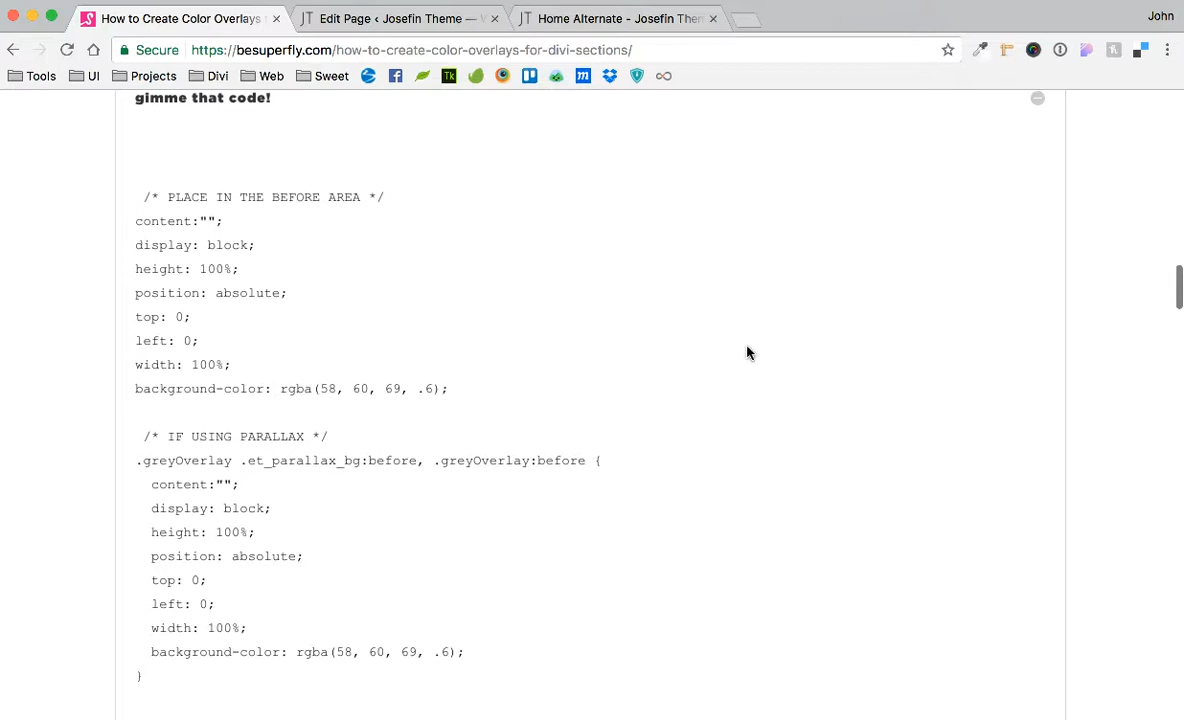 How to Create Color Overlays
Edit Page ‹ Josefin Theme —
Home Alternate - Josefin Ther
John
Secure
https://besuperfly.com/how-to-create-color-overlays-for-divi-sections/
Tools
UI
Projects
Divi
Web
Sweet
gimme that code!
/* PLACE IN THE BEFORE AREA */
content:"";
display: block;
height: 100%;
position: absolute;
top: 0;
left: 0;
width: 100%;
background-color: rgba(58, 60, 69, .6);
/* IF USING PARALLAX */
.greyOverlay .et_parallax_bg:before, .greyOverlay:before {
content:"";
display: block;
height: 100%;
position: absolute;
top: 0;
left: 0;
width: 100%;
background-color: rgba(58, 60, 69, .6);
}